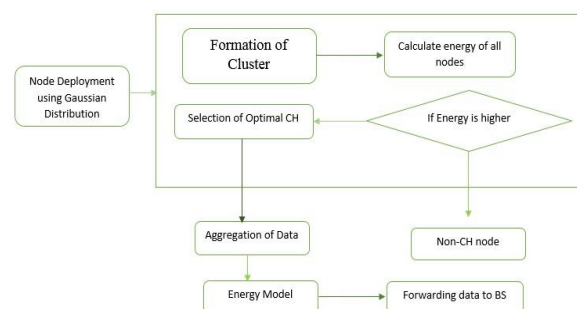 Formation of
Cluster
Calculate energy of all
nodes
Node Deployment
using Gaussian
Distribution
Selection of Optimal CH
If Energy is higher
Aggregation of Data
Non-CH node
Energy Model
Forwarding data to BS